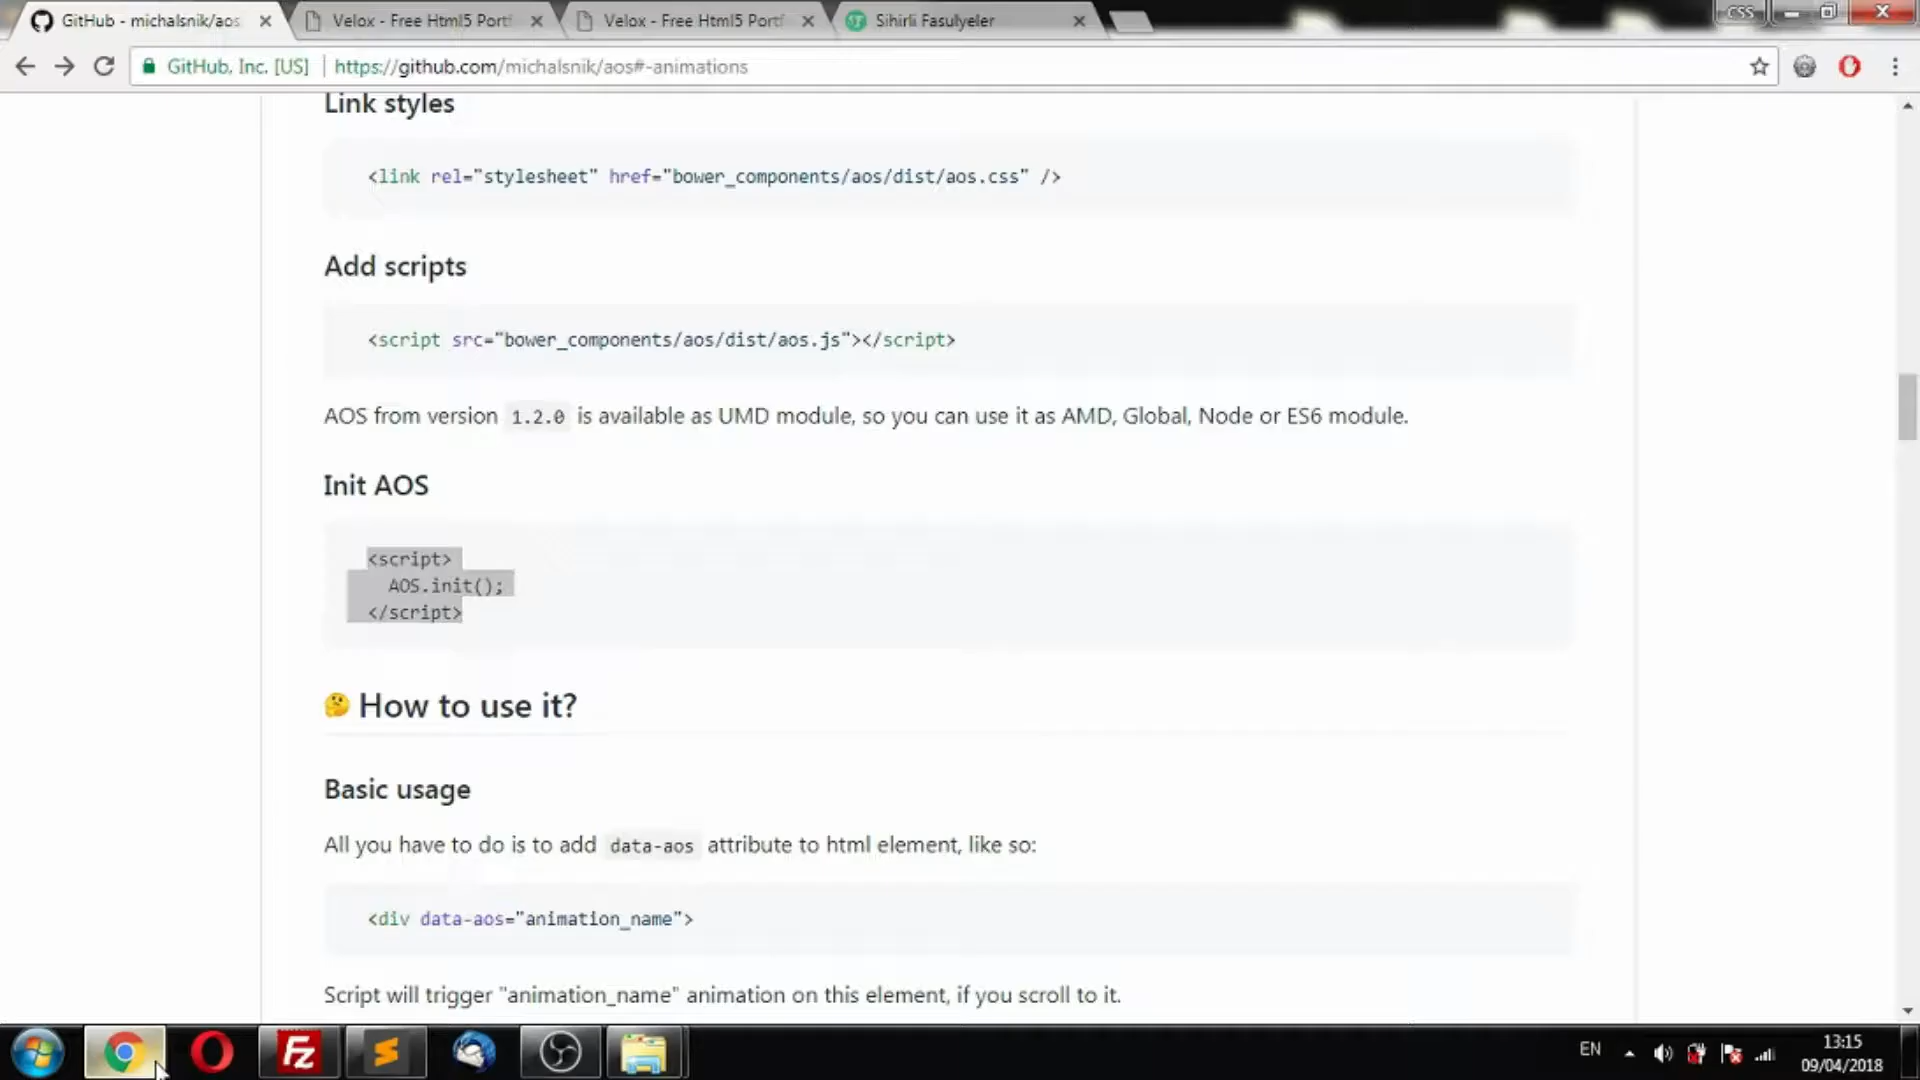 GitHub - michalsnik/aos
Velox - Free Html5 Portf
Velox - Free Html5 Portf
Sihirli Fasulyeler
CSS
GitHub, Inc. [US]
https://github.com/michalsnik/aos#-animations
Link styles
<link rel="stylesheet" href="bower_components/aos/dist/aos.css" />
Add scripts
<script src="bower_components/aos/dist/aos.js"></script>
AOS from version 1.2.0 is available as UMD module, so you can use it as AMD, Global, Node or ES6 module.
Init AOS
<script>
AOS.init();
</script>
How to use it?
Basic usage
All you have to do is to add data-aos attribute to html element, like so:
<div data-aos="animation_name">
Script will trigger "animation_name" animation on this element, if you scroll to it.
EN
13:15
09/04/2018